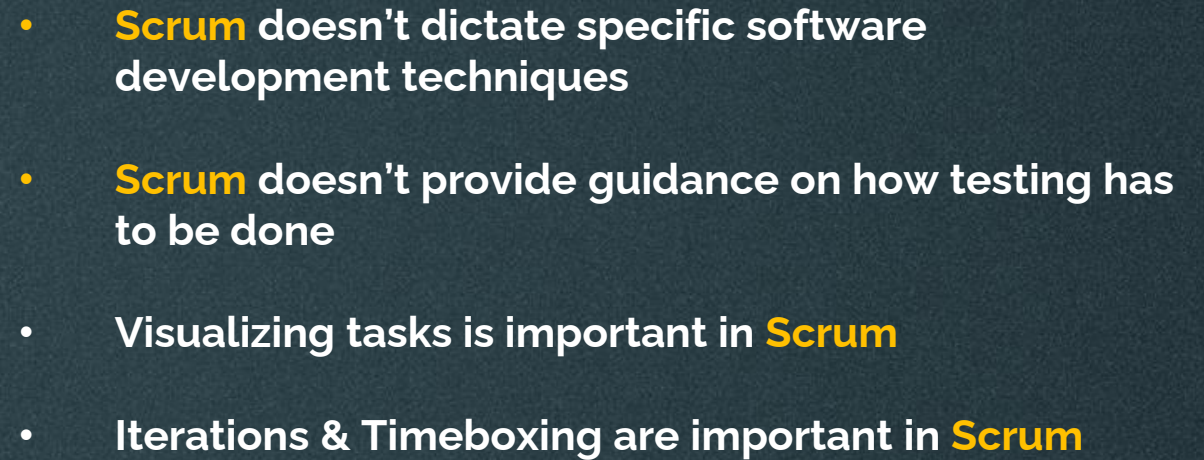 • Scrum doesn’t dictate specific software
development techniques
• Scrum doesn’t provide guidance on how testing has
to be done
• Visualizing tasks is important in Scrum
• Iterations & Timeboxing are important in Scrum